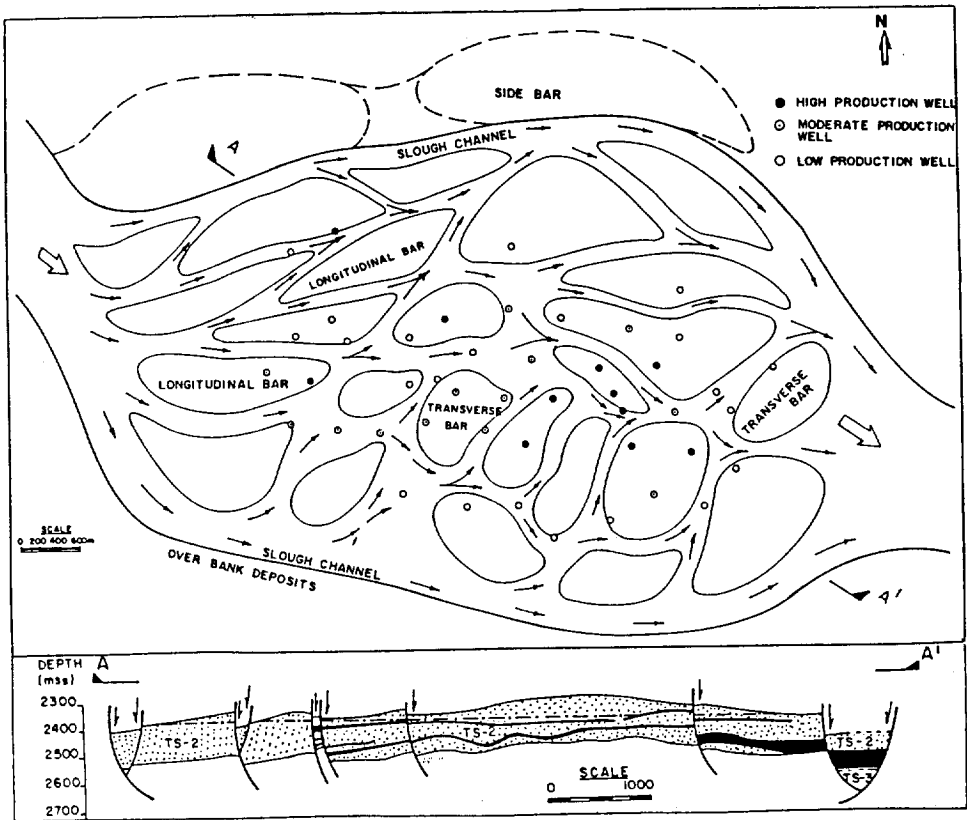 N
SIDE BAR
HIGH PRODUCTION WELL
MODERATE PRODUCTION
WELL
LOW PRODUCTION WELL
SLOUGH CHANNEL
A
LONGITUDINAL BAR
LONGITUDINAL BAR
TRANSVERSE
BAR
TRANSVERSE
BAR
SCALE
0 200 400 600m
SLOUGH CHANNEL
OVER BANK DEPOSITS
A'
DEPTH
(mss)
A
A'
2300
2400
2500
2600
2700
TS-2
TS-2
TS-2
TS-3
SCALE
0 1000